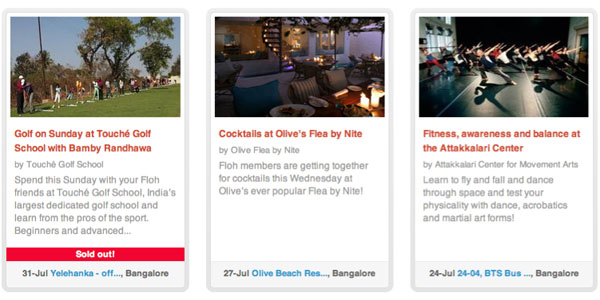 Golf on Sunday at Touché Golf
School with Bamby Randhawa
by Touché Golf School
Spend this Sunday with your Floh
friends at Touché Golf School, India's
largest dedicated golf school and
learn from the pros of the sport.
Beginners and advanced...
Sold out!
31-Jul Yelehanka - off..., Bangalore
Cocktails at Olive's Flea by Nite
by Olive Flea by Nite
Floh members are getting together
for cocktails this Wednesday at
Olive's ever popular Flea by Nite!
27-Jul Olive Beach Res..., Bangalore
Fitness, awareness and balance at
the Attakkalari Center
by Attakkalari Center for Movement Arts
Learn to fly and fall and dance
through space and test your
physicality with dance, acrobatics
and martial art forms!
24-Jul 24-04, BTS Bus ..., Bangalore